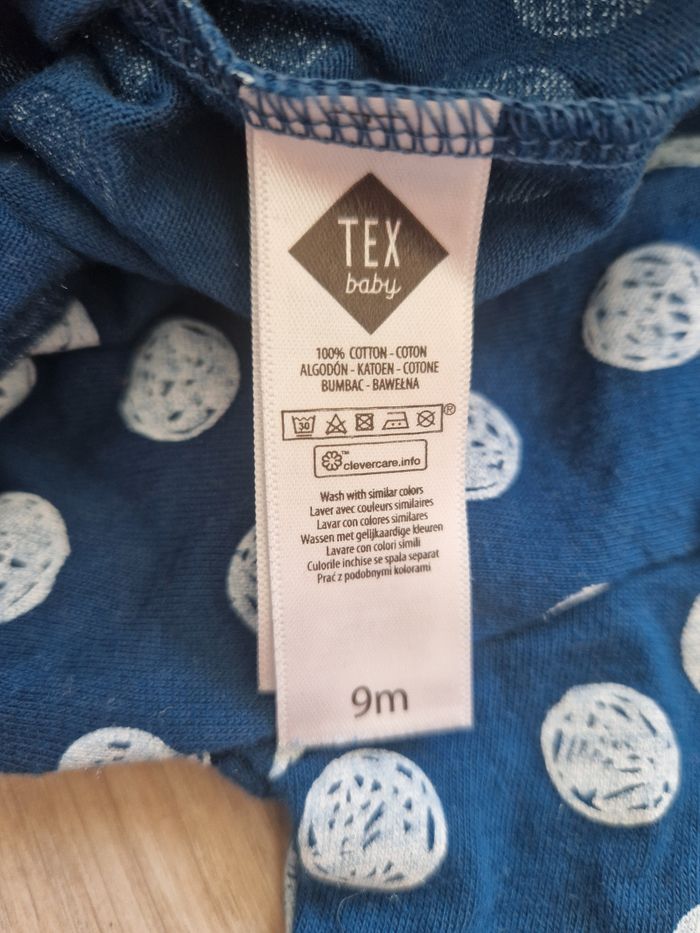 TEX
baby
100% COTTON - COTON
ALGODÓN - KATOEN - COTONE
BUMBAC - BAWEŁNA
30 ®
™ clevercare.info
Wash with similar colors
Laver avec couleurs similaires
Lavar con colores similares
Wassen met gelijkaardige kleuren
Lavare con colori simili
Culorile inchise se spala separat
Prać z podobnymi kolorami
9m